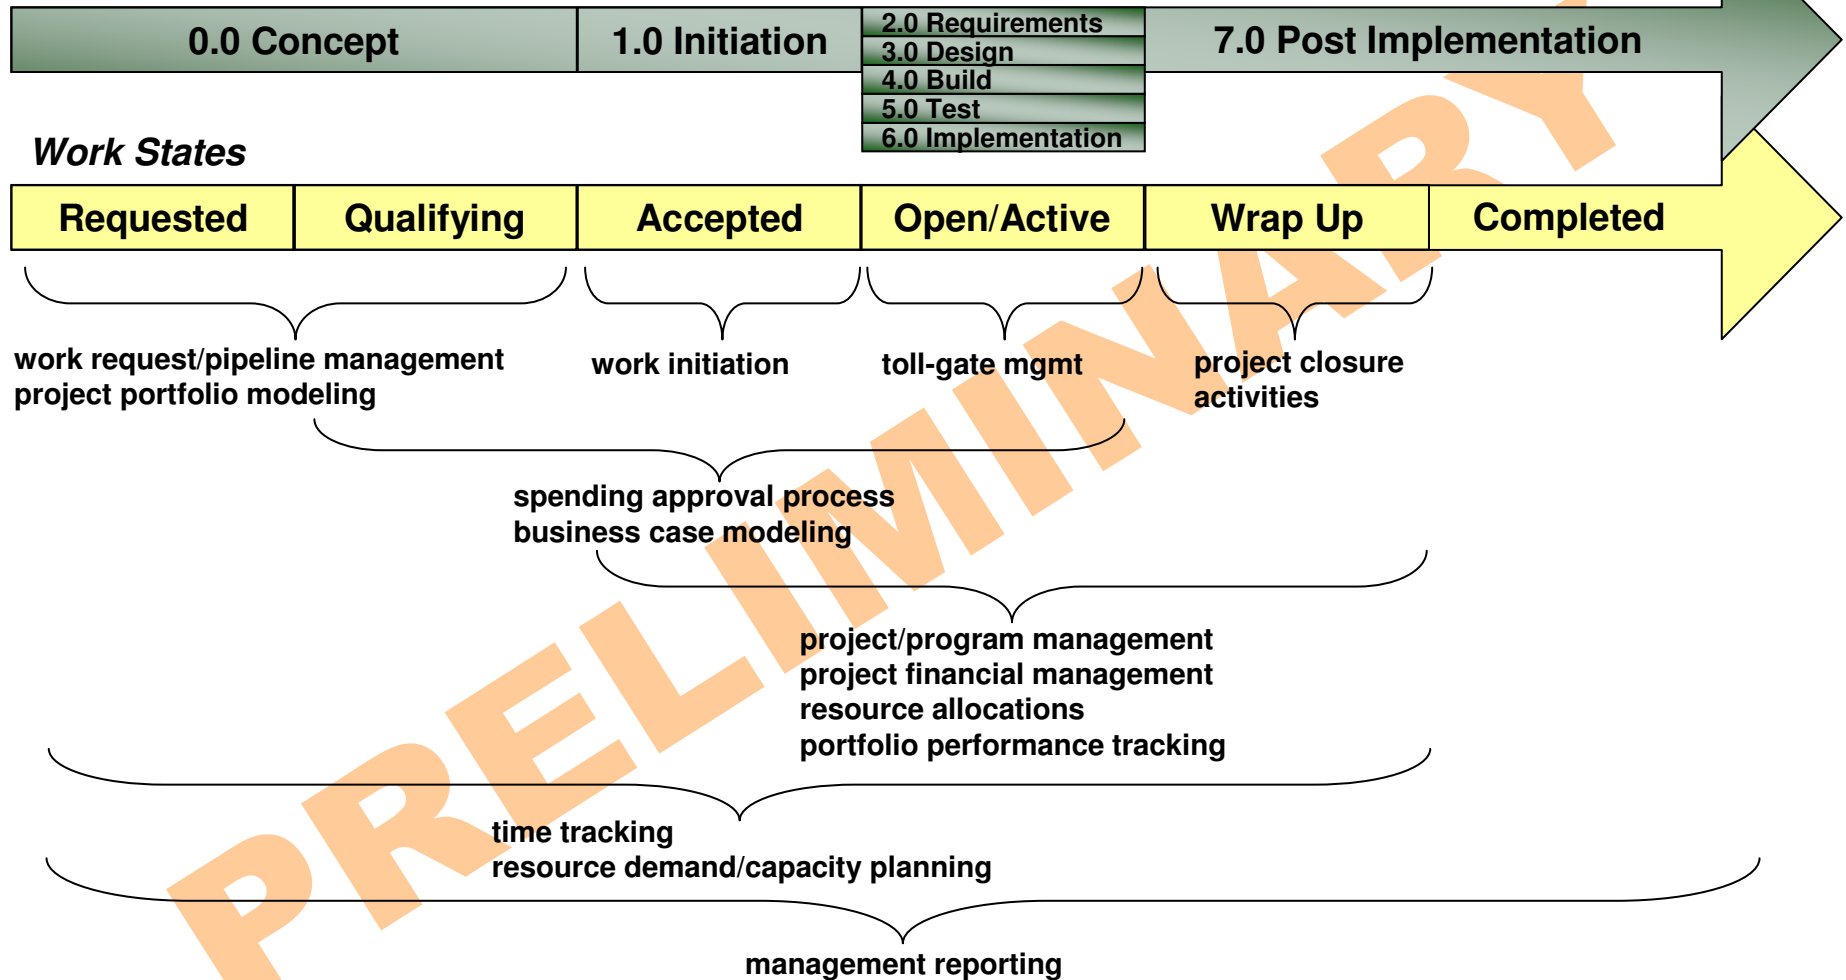 0.0 Concept
1.0 Initiation
2.0 Requirements
3.0 Design
4.0 Build
5.0 Test
6.0 Implementation
7.0 Post Implementation
Work States
Requested
Qualifying
Accepted
Open/Active
Wrap Up
Completed
work request/pipeline management
project portfolio modeling
work initiation
toll-gate mgmt
project closure
activities
spending approval process
business case modeling
project/program management
project financial management
resource allocations
portfolio performance tracking
time tracking
resource demand/capacity planning
management reporting
PRELIMINARY